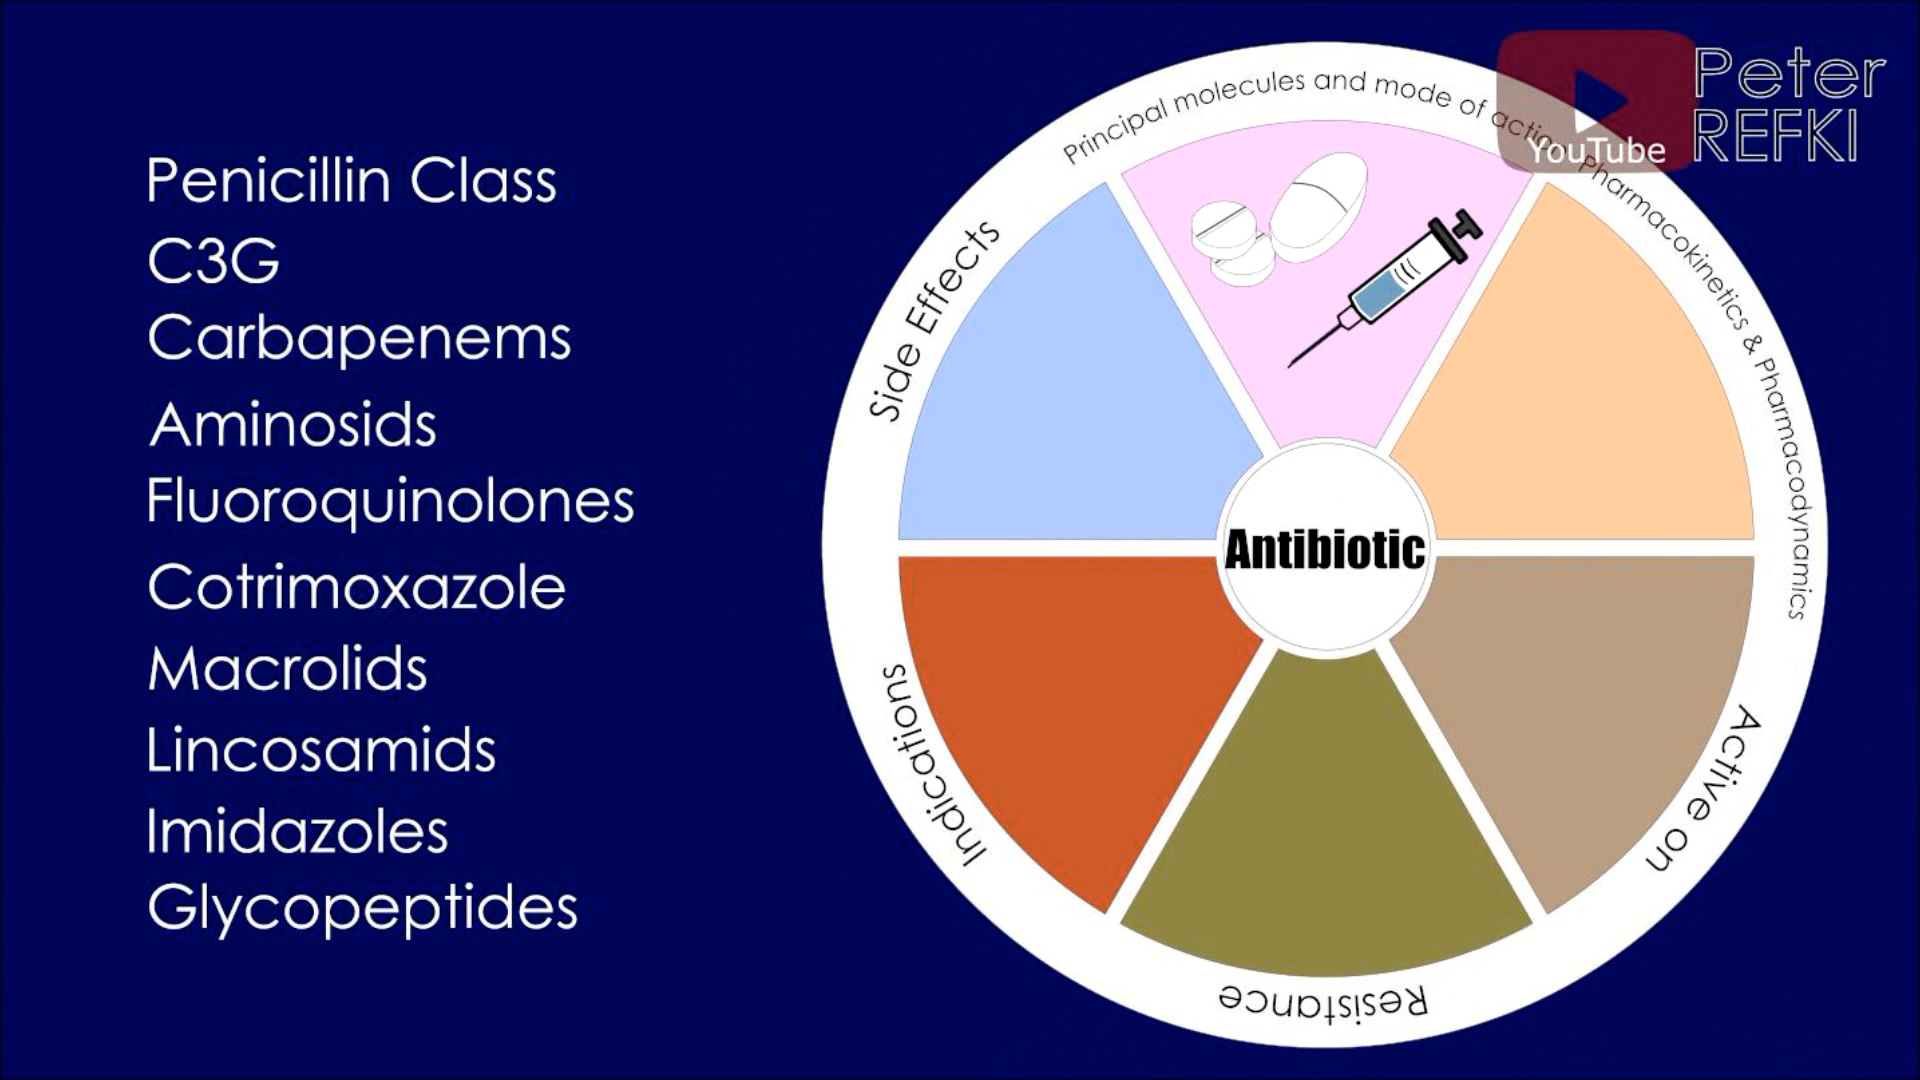 Penicillin Class
C3G
Carbapenems
Aminosids
Fluoroquinolones
Cotrimoxazole
Macrolids
Lincosamids
Imidazoles
Glycopeptides
Principal molecules and mode of action
Pharmacokinetics & Pharmacodynamics
Active on
Resistance
Indications
Side Effects
Antibiotic
YouTube
Peter
REFKI